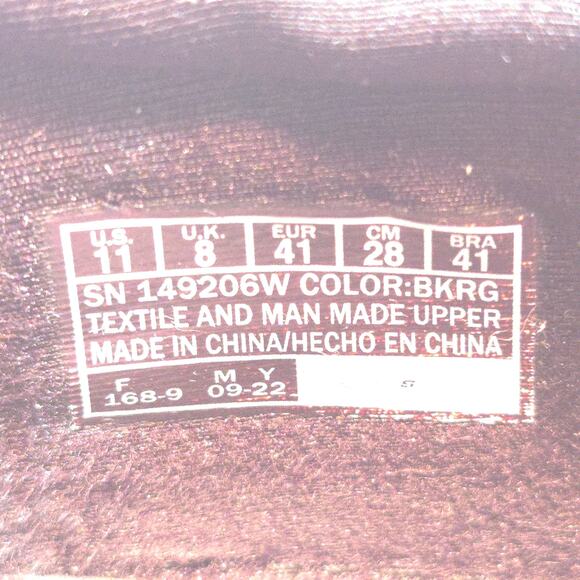 U.S. U.K. EUR CM BRA
11 8 41 28 41
SN 149206W COLOR:BKRG
TEXTILE AND MAN MADE UPPER
MADE IN CHINA/HECHO EN CHINA
F M Y
168-9 09-22